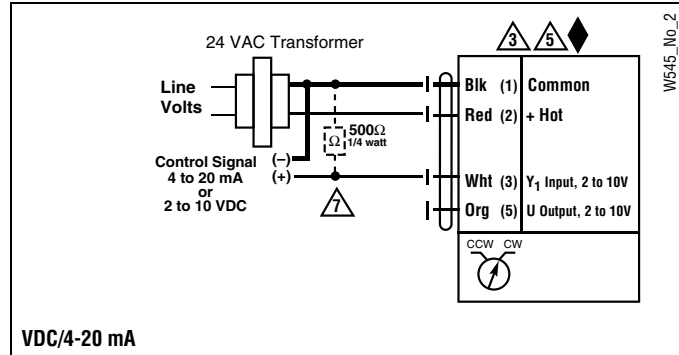 W545_No_2
3 5
24 VAC Transformer
Line
Volts
Blk (1) Common
Red (2) + Hot
Ω 500Ω
1/4 watt
Control Signal (–)
4 to 20 mA (+)
or
2 to 10 VDC
7
Wht (3) Y₁ Input, 2 to 10V
Org (5) U Output, 2 to 10V
CCW CW
VDC/4-20 mA